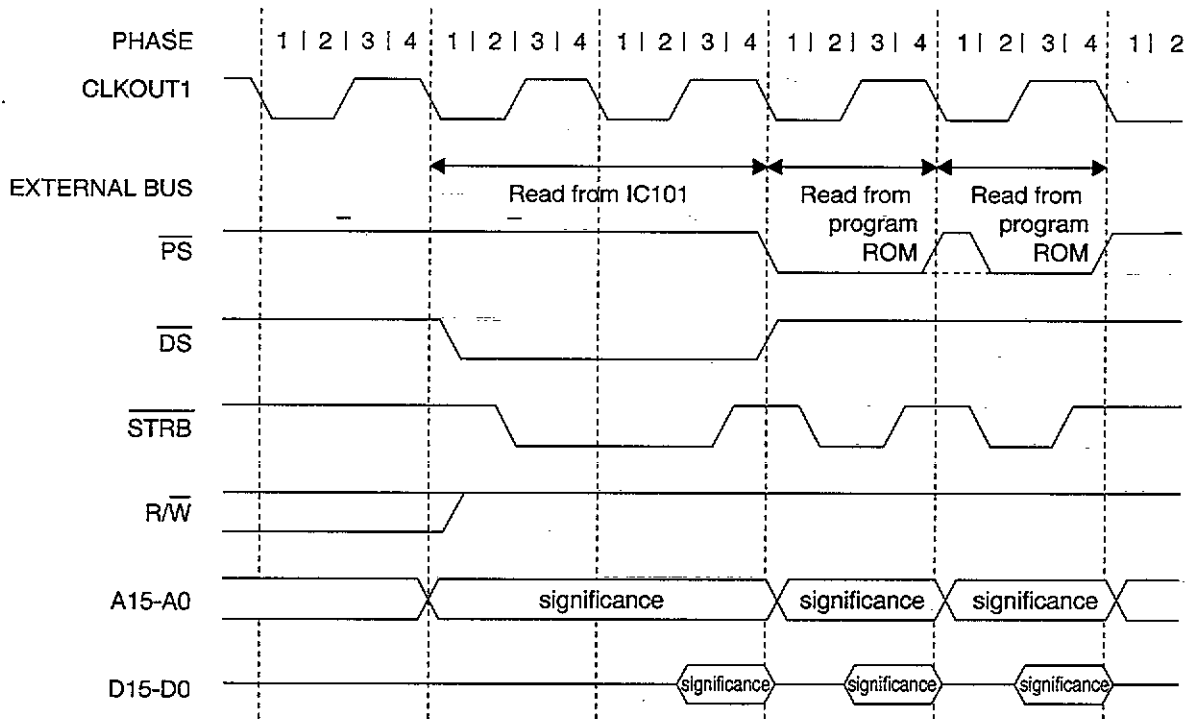 PHASE 1 | 2 | 3 | 4 1 | 2 | 3 | 4 1 | 2 | 3 | 4 1 | 2 | 3 | 4 1 | 2 | 3 | 4 1 | 2
CLKOUT1
EXTERNAL BUS
Read from IC101
Read from
program
ROM
Read from
program
ROM
PS
DS
STRB
R/W
A15-A0 significance significance significance
D15-D0 significance significance significance